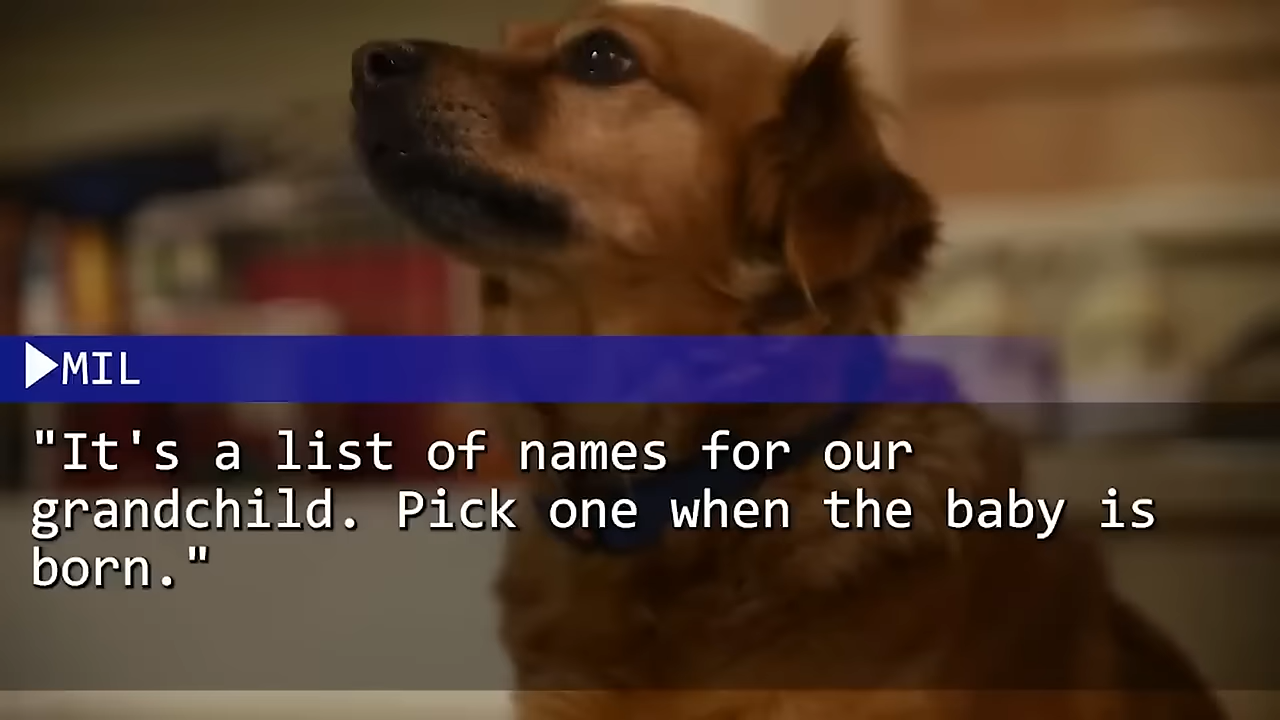 ▶MIL
"It's a list of names for our
grandchild. Pick one when the baby is
born."